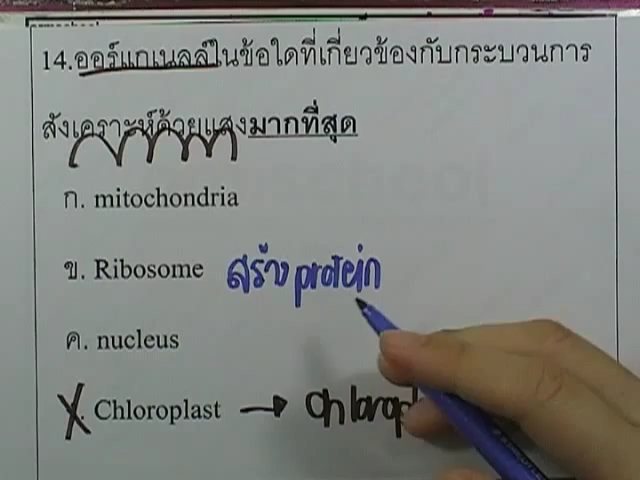 14.ออร์แกเนลล์ในข้อใดที่เกี่ยวข้องกับกระบวนการ
สังเคราะห์ด้วยแสงมากที่สุด
ก. mitochondria
ข. Ribosome สร้าง protein
ค. nucleus
X Chloroplast →